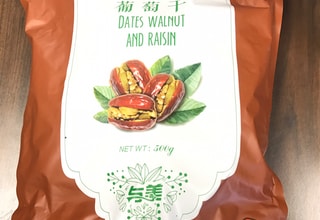 葡萄干
DATES WALNUT
AND RAISIN
NET WT: 500g
与美